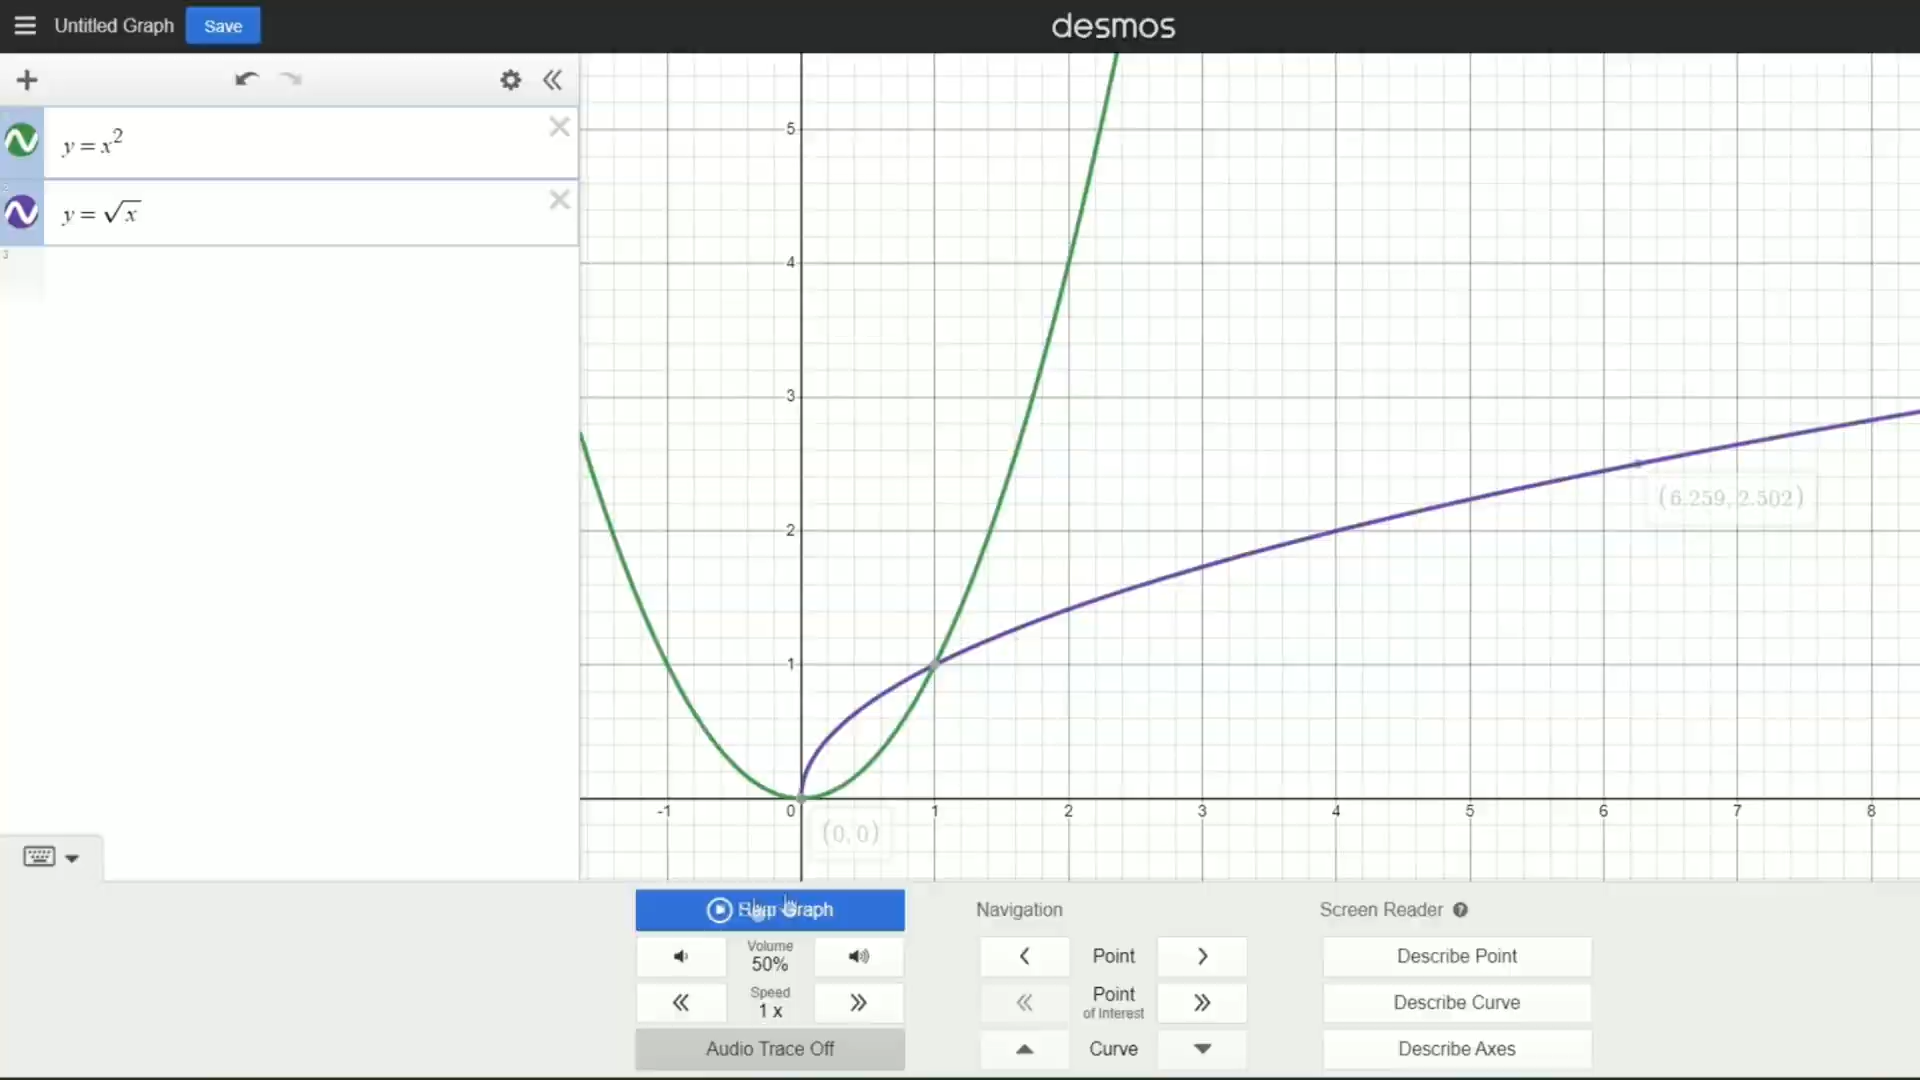 Untitled Graph
Save
desmos
y = x²
2
y = √x
3
5
4
3
2
1
-1
0
1
2
3
4
5
6
7
8
(6.259, 2.502)
(0, 0)
Graph
Navigation
Screen Reader
Volume
50%
Point
Describe Point
Speed
1 x
Point
of Interest
Describe Curve
Audio Trace Off
Curve
Describe Axes